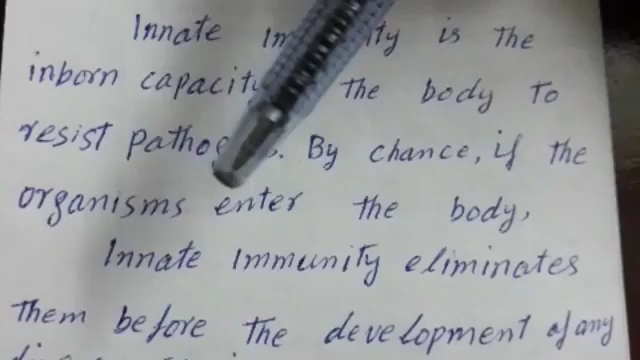 Innate is the
inborn capacity the body to
resist By chance, if the
organisms enter the body,
Innate Immunity eliminates
Them before the development of any